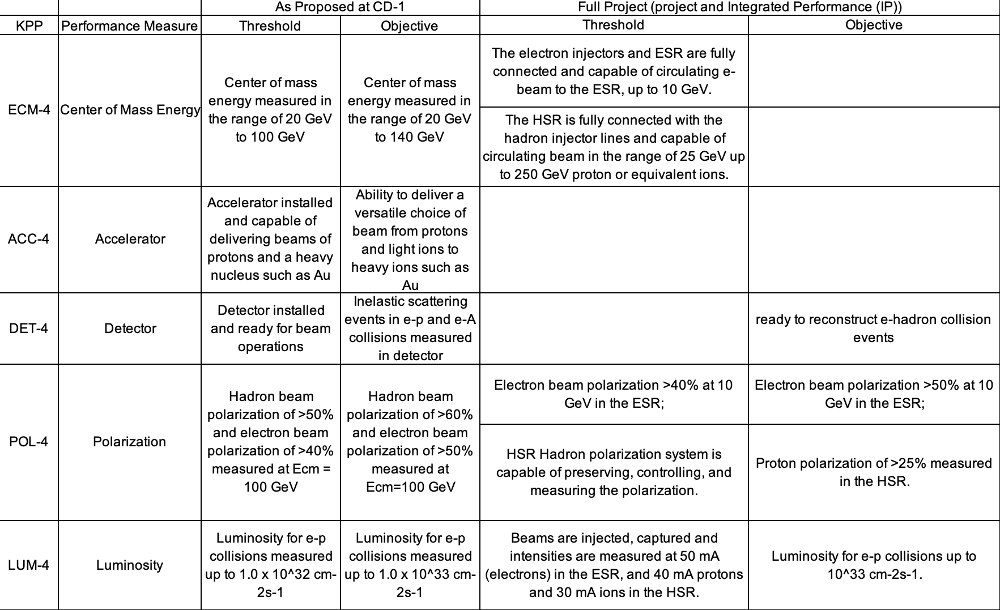 As Proposed at CD-1
Full Project (project and Integrated Performance (IP))
KPP
Performance Measure
Threshold
Objective
Threshold
Objective
ECM-4
Center of Mass Energy
Center of mass
energy measured in
the range of 20 GeV
to 100 GeV
Center of mass
energy measured in
the range of 20 GeV
to 140 GeV
The electron injectors and ESR are fully
connected and capable of circulating e-
beam to the ESR, up to 10 GeV.
The HSR is fully connected with the
hadron injector lines and capable of
circulating beam in the range of 25 GeV up
to 250 GeV proton or equivalent ions.
ACC-4
Accelerator
Accelerator installed
and capable of
delivering beams of
protons and a heavy
nucleus such as Au
Ability to deliver a
versatile choice of
beam from protons
and light ions to
heavy ions such as
Au
DET-4
Detector
Detector installed
and ready for beam
operations
Inelastic scattering
events in e-p and e-A
collisions measured
in detector
ready to reconstruct e-hadron collision
events
POL-4
Polarization
Hadron beam
polarization of >50%
and electron beam
polarization of >40%
measured at Ecm =
100 GeV
Hadron beam
polarization of >60%
and electron beam
polarization of >50%
measured at
Ecm=100 GeV
Electron beam polarization >40% at 10
GeV in the ESR;
Electron beam polarization >50% at 10
GeV in the ESR;
HSR Hadron polarization system is
capable of preserving, controlling, and
measuring the polarization.
Proton polarization of >25% measured
in the HSR.
LUM-4
Luminosity
Luminosity for e-p
collisions measured
up to 1.0 x 10^32 cm-
2s-1
Luminosity for e-p
collisions measured
up to 1.0 x 10^33 cm-
2s-1
Beams are injected, captured and
intensities are measured at 50 mA
(electrons) in the ESR, and 40 mA protons
and 30 mA ions in the HSR.
Luminosity for e-p collisions up to
10^33 cm-2s-1.